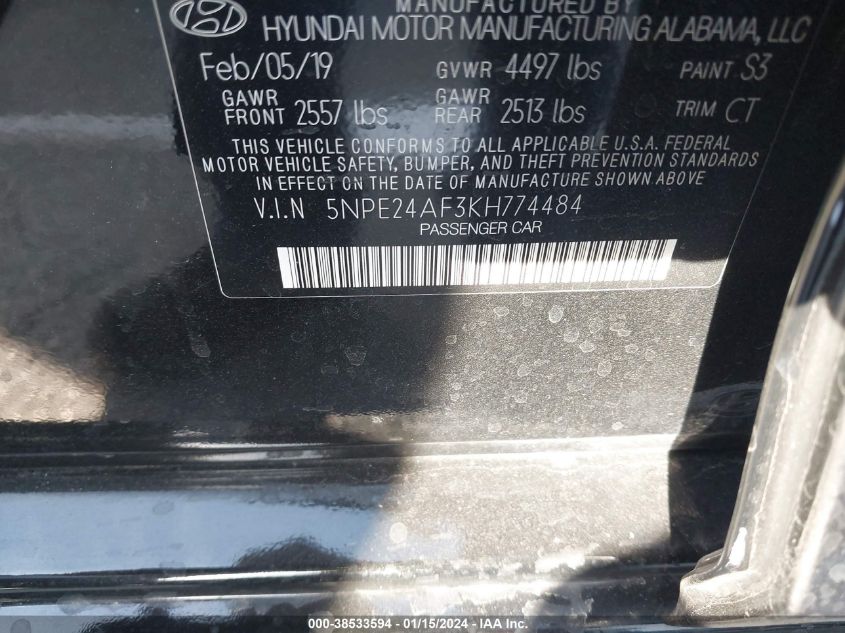 MANUFACTURED BY
HYUNDAI MOTOR MANUFACTURING ALABAMA, LLC
Feb/05/19 GVWR 4497 lbs PAINT S3
GAWR FRONT 2557 lbs GAWR REAR 2513 lbs TRIM CT
THIS VEHICLE CONFORMS TO ALL APPLICABLE U.S.A. FEDERAL
MOTOR VEHICLE SAFETY, BUMPER, AND THEFT PREVENTION STANDARDS
IN EFFECT ON THE DATE OF MANUFACTURE SHOWN ABOVE
V.I.N 5NPE24AF3KH774484
PASSENGER CAR
000-38533594 - 01/15/2024 - IAA Inc.